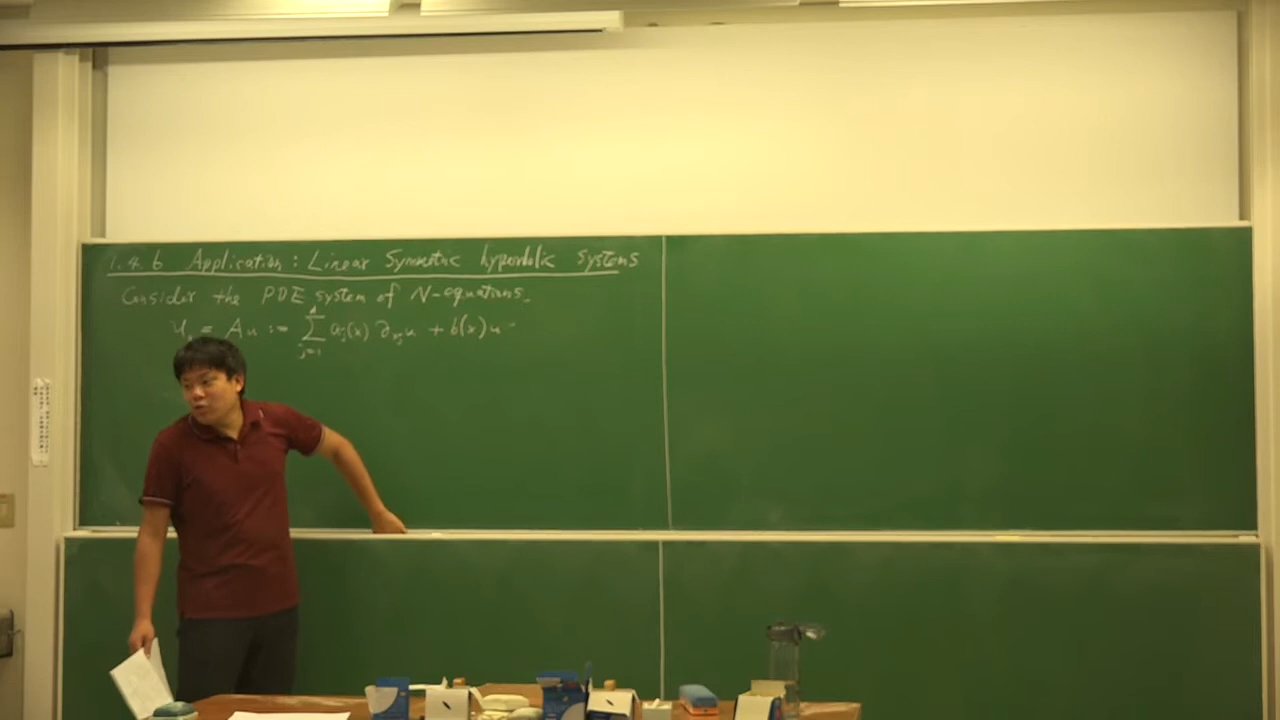 1.4.6 Application: Linear Symmetric hyperbolic systems
Consider the PDE system of N-equations.
u_t = Au := \sum_{j=1}^{d} a_j(x) ∂_{x_j} u + b(x)u